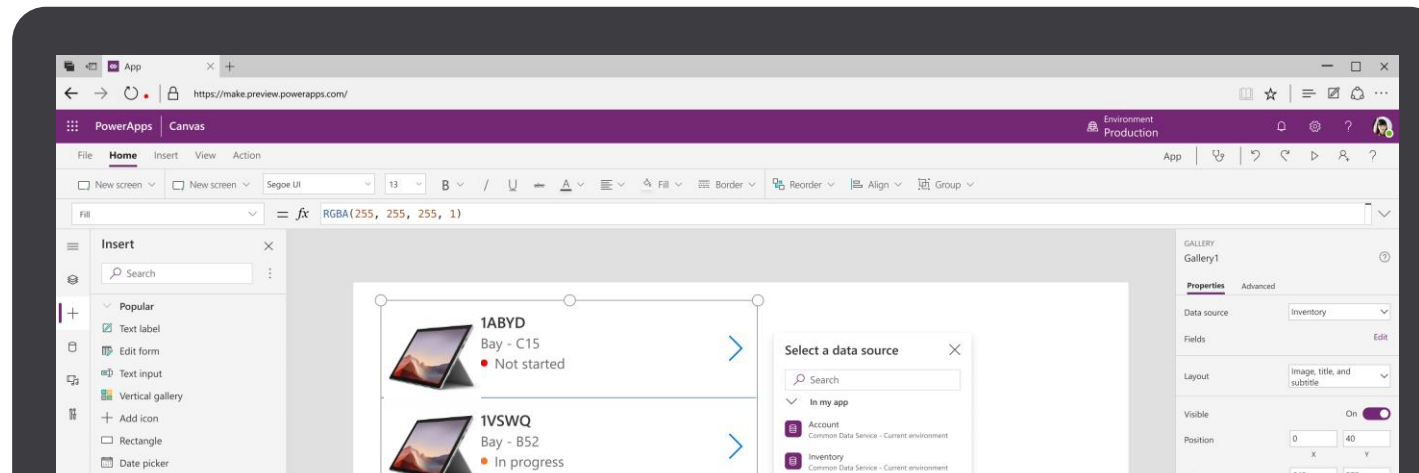 App
https://make.preview.powerapps.com/
PowerApps Canvas
Environment
Production
File Home Insert View Action
App
New screen New screen Segoe UI 13 B / U abc A Fill Border Reorder Align Group
Fill = fx RGBA(255, 255, 255, 1)
Insert
Search
Popular
Text label
Edit form
Text input
Vertical gallery
Add icon
Rectangle
Date picker
1ABYD
Bay - C15
Not started
1VSWQ
Bay - B52
In progress
Select a data source
Search
In my app
Account
Common Data Service - Current environment
Inventory
Common Data Service - Current environment
GALLERY
Gallery1
Properties Advanced
Data source Inventory
Fields Edit
Layout Image, title, and
subtitle
Visible On
Position 0 40
X Y